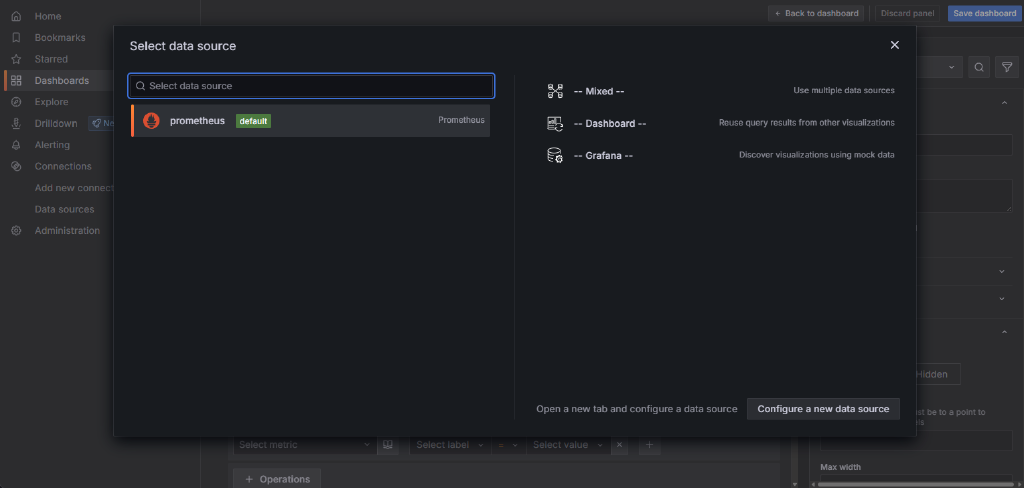 Home
Bookmarks
Starred
Dashboards
Explore
Drilldown
Alerting
Connections
Add new connect
Data sources
Administration
← Back to dashboard
Discard panel
Save dashboard
Select data source
Select data source
prometheus default Prometheus
-- Mixed -- Use multiple data sources
-- Dashboard -- Reuse query results from other visualizations
-- Grafana -- Discover visualizations using mock data
Open a new tab and configure a data source
Configure a new data source
Hidden
be to a point to
Select metric
Select label = Select value
+ Operations
Max width